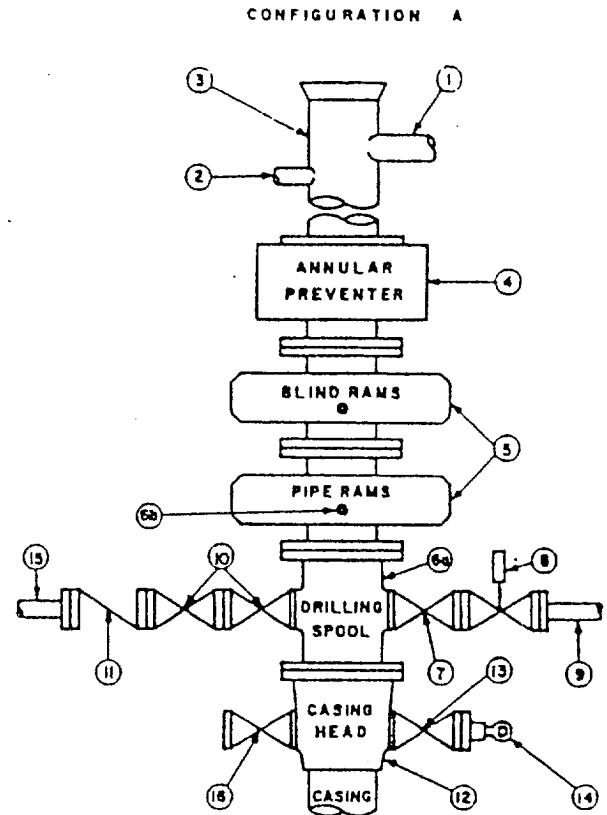 CONFIGURATION A
3
1
2
ANNULAR
PREVENTER
4
BLIND RAMS
5
PIPE RAMS
6b
6a
8
15
10
DRILLING
SPOOL
11
7
9
13
CASING
HEAD
16
12
14
CASING